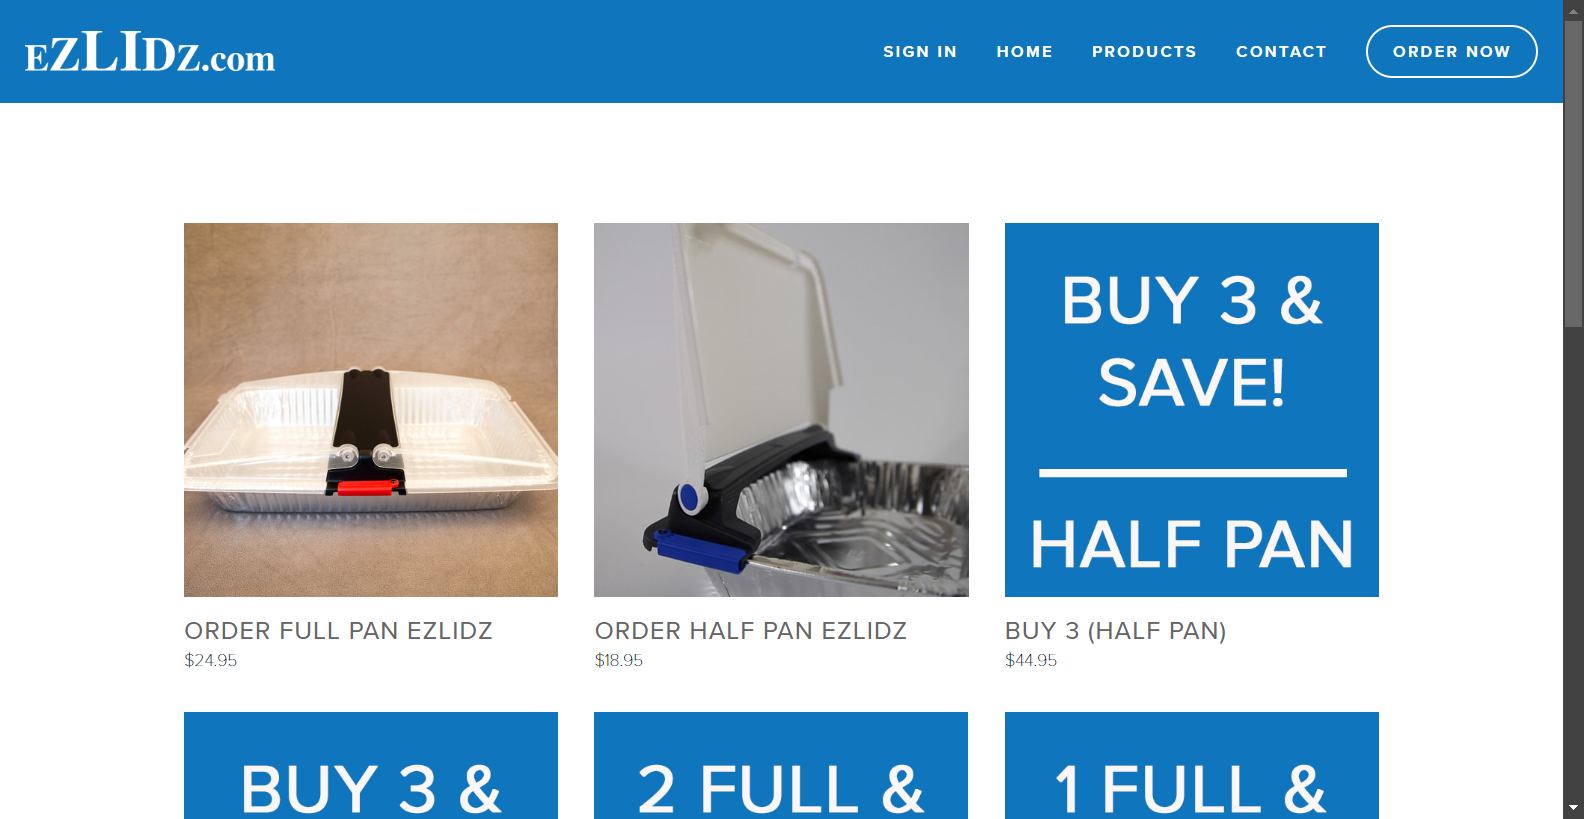 EZLIDZ.com
SIGN IN HOME PRODUCTS CONTACT ORDER NOW
BUY 3 &
SAVE!
HALF PAN
ORDER FULL PAN EZLIDZ
$24.95
ORDER HALF PAN EZLIDZ
$18.95
BUY 3 (HALF PAN)
$44.95
BUY 3 &
2 FULL &
1 FULL &